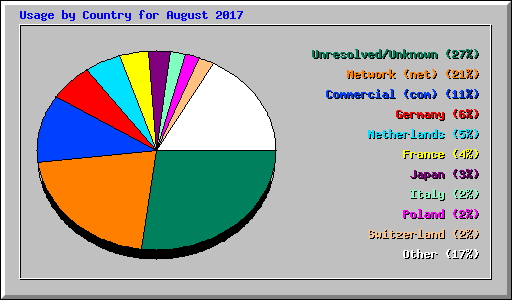 Usage by Country for August 2017
Unresolved/Unknown (27%)
Network (net) (21%)
Commercial (com) (11%)
Germany (6%)
Netherlands (5%)
France (4%)
Japan (3%)
Italy (2%)
Poland (2%)
Switzerland (2%)
Other (17%)